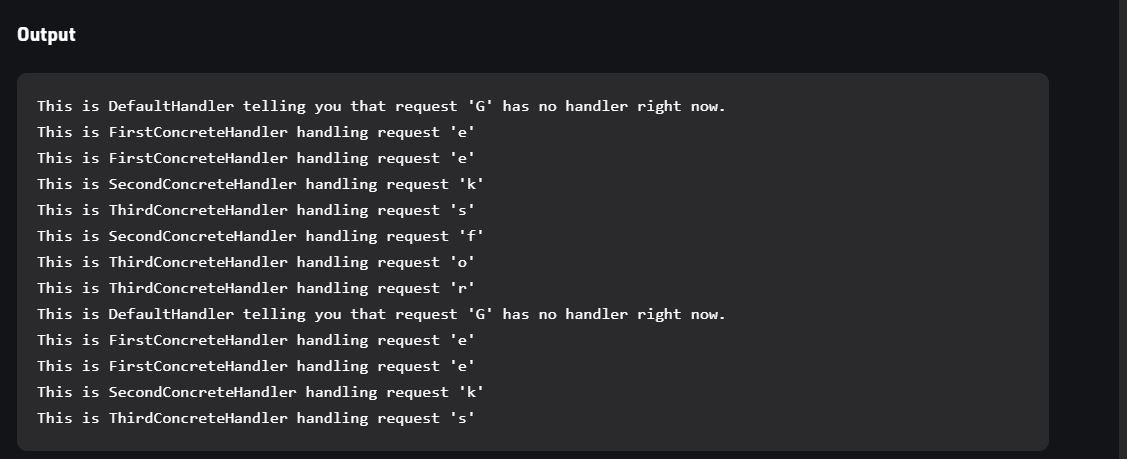 Output
This is DefaultHandler telling you that request 'G' has no handler right now.
This is FirstConcreteHandler handling request 'e'
This is FirstConcreteHandler handling request 'e'
This is SecondConcreteHandler handling request 'k'
This is ThirdConcreteHandler handling request 's'
This is SecondConcreteHandler handling request 'f'
This is ThirdConcreteHandler handling request 'o'
This is ThirdConcreteHandler handling request 'r'
This is DefaultHandler telling you that request 'G' has no handler right now.
This is FirstConcreteHandler handling request 'e'
This is FirstConcreteHandler handling request 'e'
This is SecondConcreteHandler handling request 'k'
This is ThirdConcreteHandler handling request 's'